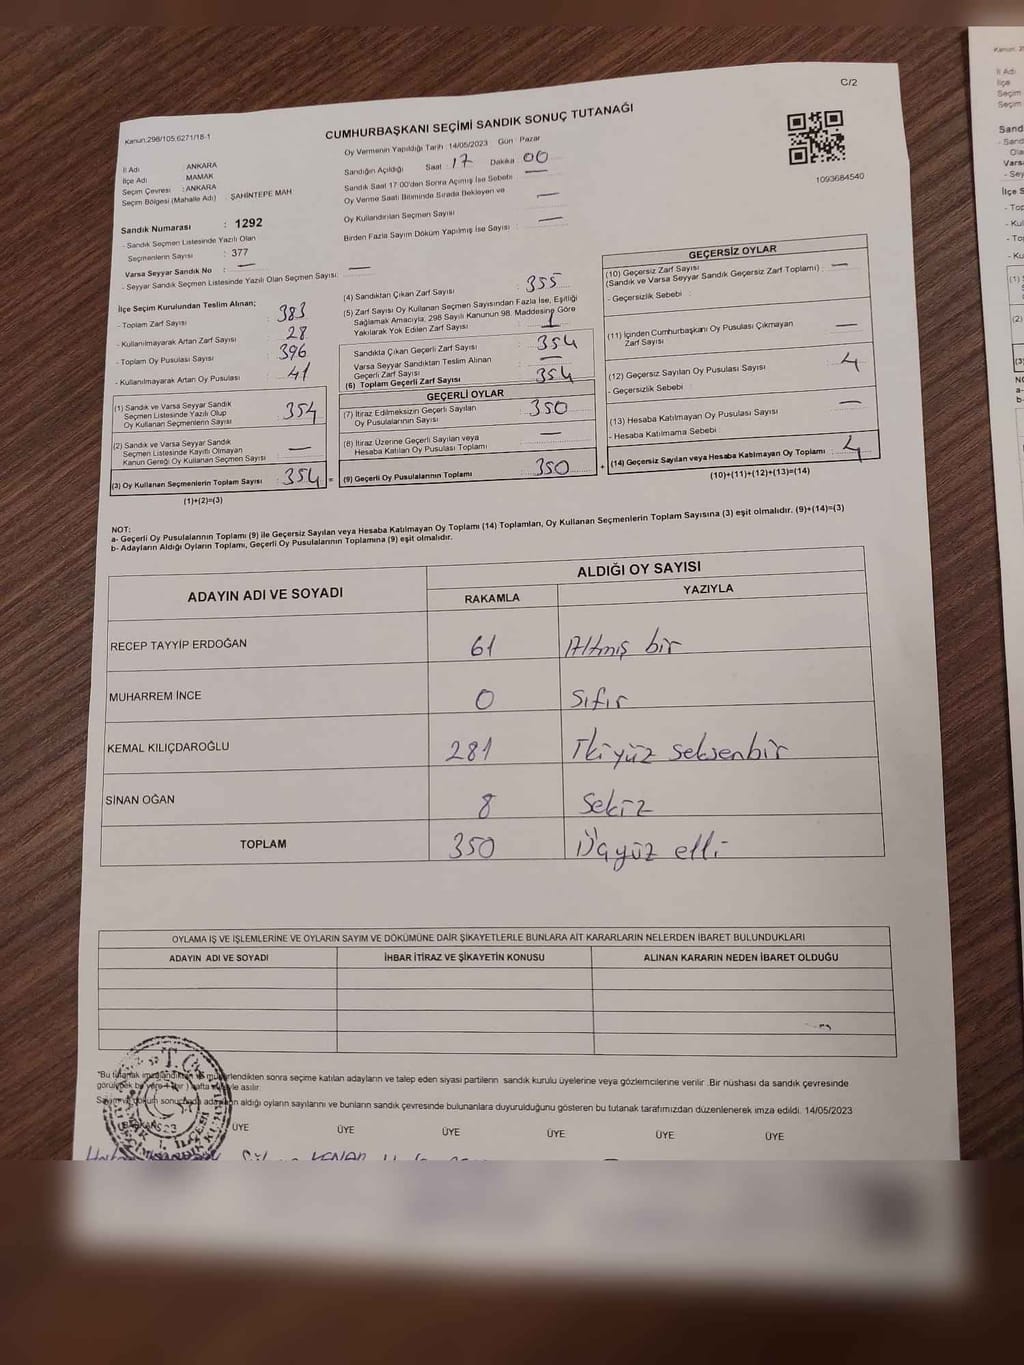 C/2
Kanun:298/105,6271/18-1
CUMHURBAŞKANI SEÇİMİ SANDIK SONUÇ TUTANAĞI
İl Adı ANKARA
İlçe Adı MAMAK
Seçim Çevresi : ANKARA
Seçim Bölgesi (Mahalle Adı) ŞAHİNTEPE MAH
Sandık Numarası : 1292
- Sandık Seçmen Listesinde Yazılı Olan
Seçmenlerin Sayısı : 377
Varsa Seyyar Sandık No : —
- Seyyar Sandık Seçmen Listesinde Yazılı Olan Seçmen Sayısı: —
Oy Vermenin Yapıldığı Tarih :14/05/2023 Gün : Pazar
Sandığın Açıldığı Saat : 17 Dakika 00
Sandık Saat 17:00'den Sonra Açılmış İse Sebebi : —
Oy Verme Saati Bitiminde Sırada Bekleyen ve
Oy Kullandırılan Seçmen Sayısı —
Birden Fazla Sayım Döküm Yapılmış İse Sayısı : —
1093684540
İlçe Seçim Kurulundan Teslim Alınan;
- Toplam Zarf Sayısı : 383
- Kullanılmayarak Artan Zarf Sayısı : 28
- Toplam Oy Pusulası Sayısı : 396
- Kullanılmayarak Artan Oy Pusulası : 41
(1) Sandık ve Varsa Seyyar Sandık
Seçmen Listesinde Yazılı Olup
Oy Kullanan Seçmenlerin Sayısı : 354
(2) Sandık ve Varsa Seyyar Sandık
Seçmen Listesinde Kayıtlı Olmayan
Kanun Gereği Oy Kullanan Seçmen Sayısı : —
(3) Oy Kullanan Seçmenlerin Toplam Sayısı : 354
(1)+(2)=(3)
(4) Sandıktan Çıkan Zarf Sayısı : 355
(5) Zarf Sayısı Oy Kullanan Seçmen Sayısından Fazla İse, Eşitliği
Sağlamak Amacıyla, 298 Sayılı Kanunun 98. Maddesine Göre
Yakılarak Yok Edilen Zarf Sayısı : 1
Sandıkta Çıkan Geçerli Zarf Sayısı : 354
Varsa Seyyar Sandıktan Teslim Alınan
Geçerli Zarf Sayısı : —
(6) Toplam Geçerli Zarf Sayısı : 354
GEÇERLİ OYLAR
(7) İtiraz Edilmeksizin Geçerli Sayılan
Oy Pusulalarının Sayısı : 350
(8) İtiraz Üzerine Geçerli Sayılan veya
Hesaba Katılan Oy Pusulası Toplamı : —
(9) Geçerli Oy Pusulalarının Toplamı : 350
GEÇERSİZ OYLAR
(10) Geçersiz Zarf Sayısı
(Sandık ve Varsa Seyyar Sandık Geçersiz Zarf Toplamı) : —
- Geçersizlik Sebebi :
(11) İçinden Cumhurbaşkanı Oy Pusulası Çıkmayan
Zarf Sayısı : —
(12) Geçersiz Sayılan Oy Pusulası Sayısı : 4
- Geçersizlik Sebebi :
(13) Hesaba Katılmayan Oy Pusulası Sayısı : —
- Hesaba Katılmama Sebebi :
(14) Geçersiz Sayılan veya Hesaba Katılmayan Oy Toplamı : 4
(10)+(11)+(12)+(13)=(14)
NOT:
a- Geçerli Oy Pusulalarının Toplamı (9) ile Geçersiz Sayılan veya Hesaba Katılmayan Oy Toplamı (14) Toplamları, Oy Kullanan Seçmenlerin Toplam Sayısına (3) eşit olmalıdır. (9)+(14)=(3)
b- Adayların Aldığı Oyların Toplamı, Geçerli Oy Pusulalarının Toplamına (9) eşit olmalıdır.
ADAYIN ADI VE SOYADI ALDIĞI OY SAYISI
RAKAMLA YAZIYLA
RECEP TAYYİP ERDOĞAN 61 Altmış bir
MUHARREM İNCE 0 Sıfır
KEMAL KILIÇDAROĞLU 281 İkiyüz seksenbir
SİNAN OĞAN 8 Sekiz
TOPLAM 350 Üçyüz elli
OYLAMA İŞ VE İŞLEMLERİNE VE OYLARIN SAYIM VE DÖKÜMÜNE DAİR ŞİKAYETLERLE BUNLARA AİT KARARLARIN NELERDEN İBARET BULUNDUKLARI
ADAYIN ADI VE SOYADI İHBAR İTİRAZ VE ŞİKAYETİN KONUSU ALINAN KARARIN NEDEN İBARET OLDUĞU
"Bu tutanak imzalandıktan ve mühürlendikten sonra seçime katılan adayların ve talep eden siyasi partilerin sandık kurulu üyelerine veya gözlemcilerine verilir .Bir nüshası da sandık çevresinde
görülecek bir yere 1 (bir ) hafta süreyle asılır.
aldığı oyların sayılarını ve bunların sandık çevresinde bulunanlara duyurulduğunu gösteren bu tutanak tarafımızdan düzenlenerek imza edildi. 14/05/2023
ÜYE ÜYE ÜYE ÜYE ÜYE ÜYE
T.C.